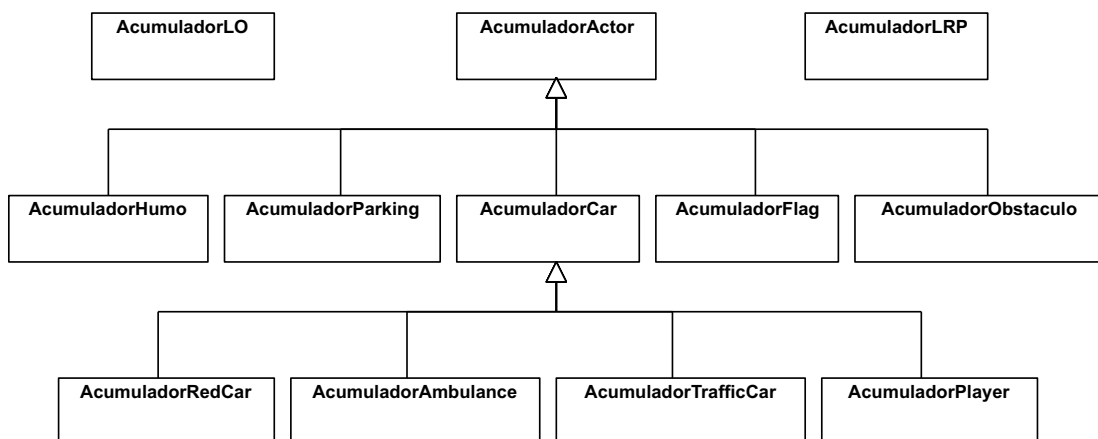 AcumuladorLO
AcumuladorActor
AcumuladorLRP
AcumuladorHumo
AcumuladorParking
AcumuladorCar
AcumuladorFlag
AcumuladorObstaculo
AcumuladorRedCar
AcumuladorAmbulance
AcumuladorTrafficCar
AcumuladorPlayer